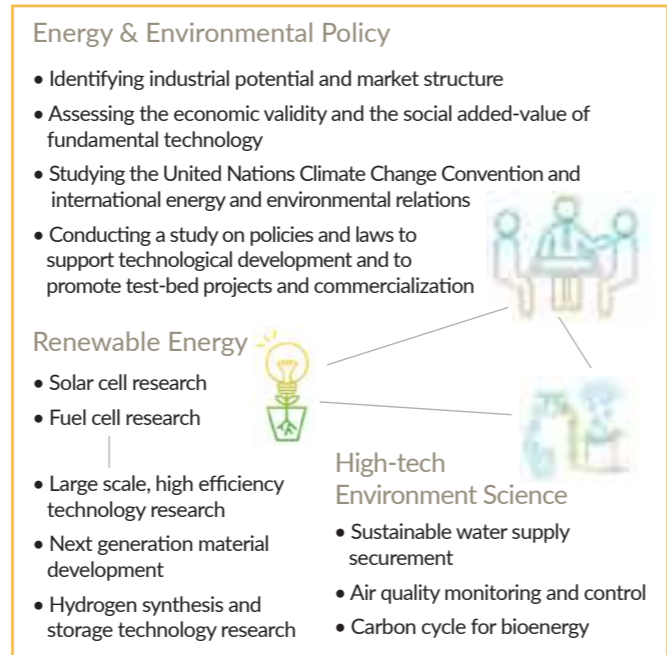 Energy & Environmental Policy
• Identifying industrial potential and market structure
• Assessing the economic validity and the social added-value of
fundamental technology
• Studying the United Nations Climate Change Convention and
international energy and environmental relations
• Conducting a study on policies and laws to
support technological development and to
promote test-bed projects and commercialization
Renewable Energy
• Solar cell research
• Fuel cell research
• Large scale, high efficiency
technology research
• Next generation material
development
• Hydrogen synthesis and
storage technology research
High-tech
Environment Science
• Sustainable water supply
securement
• Air quality monitoring and control
• Carbon cycle for bioenergy